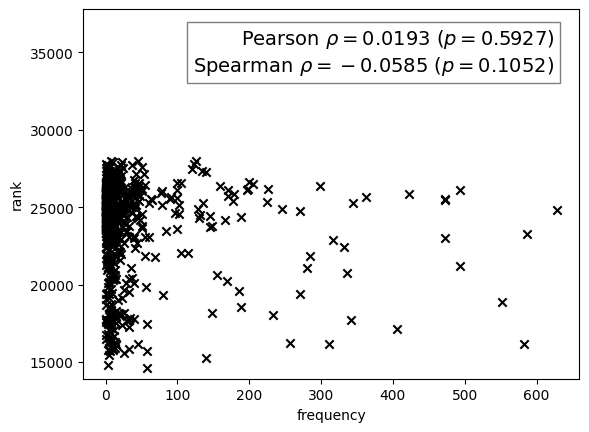 Pearson ρ = 0.0193 (p = 0.5927)
Spearman ρ = −0.0585 (p = 0.1052)
35000
30000
25000
20000
15000
rank
0 100 200 300 400 500 600
frequency